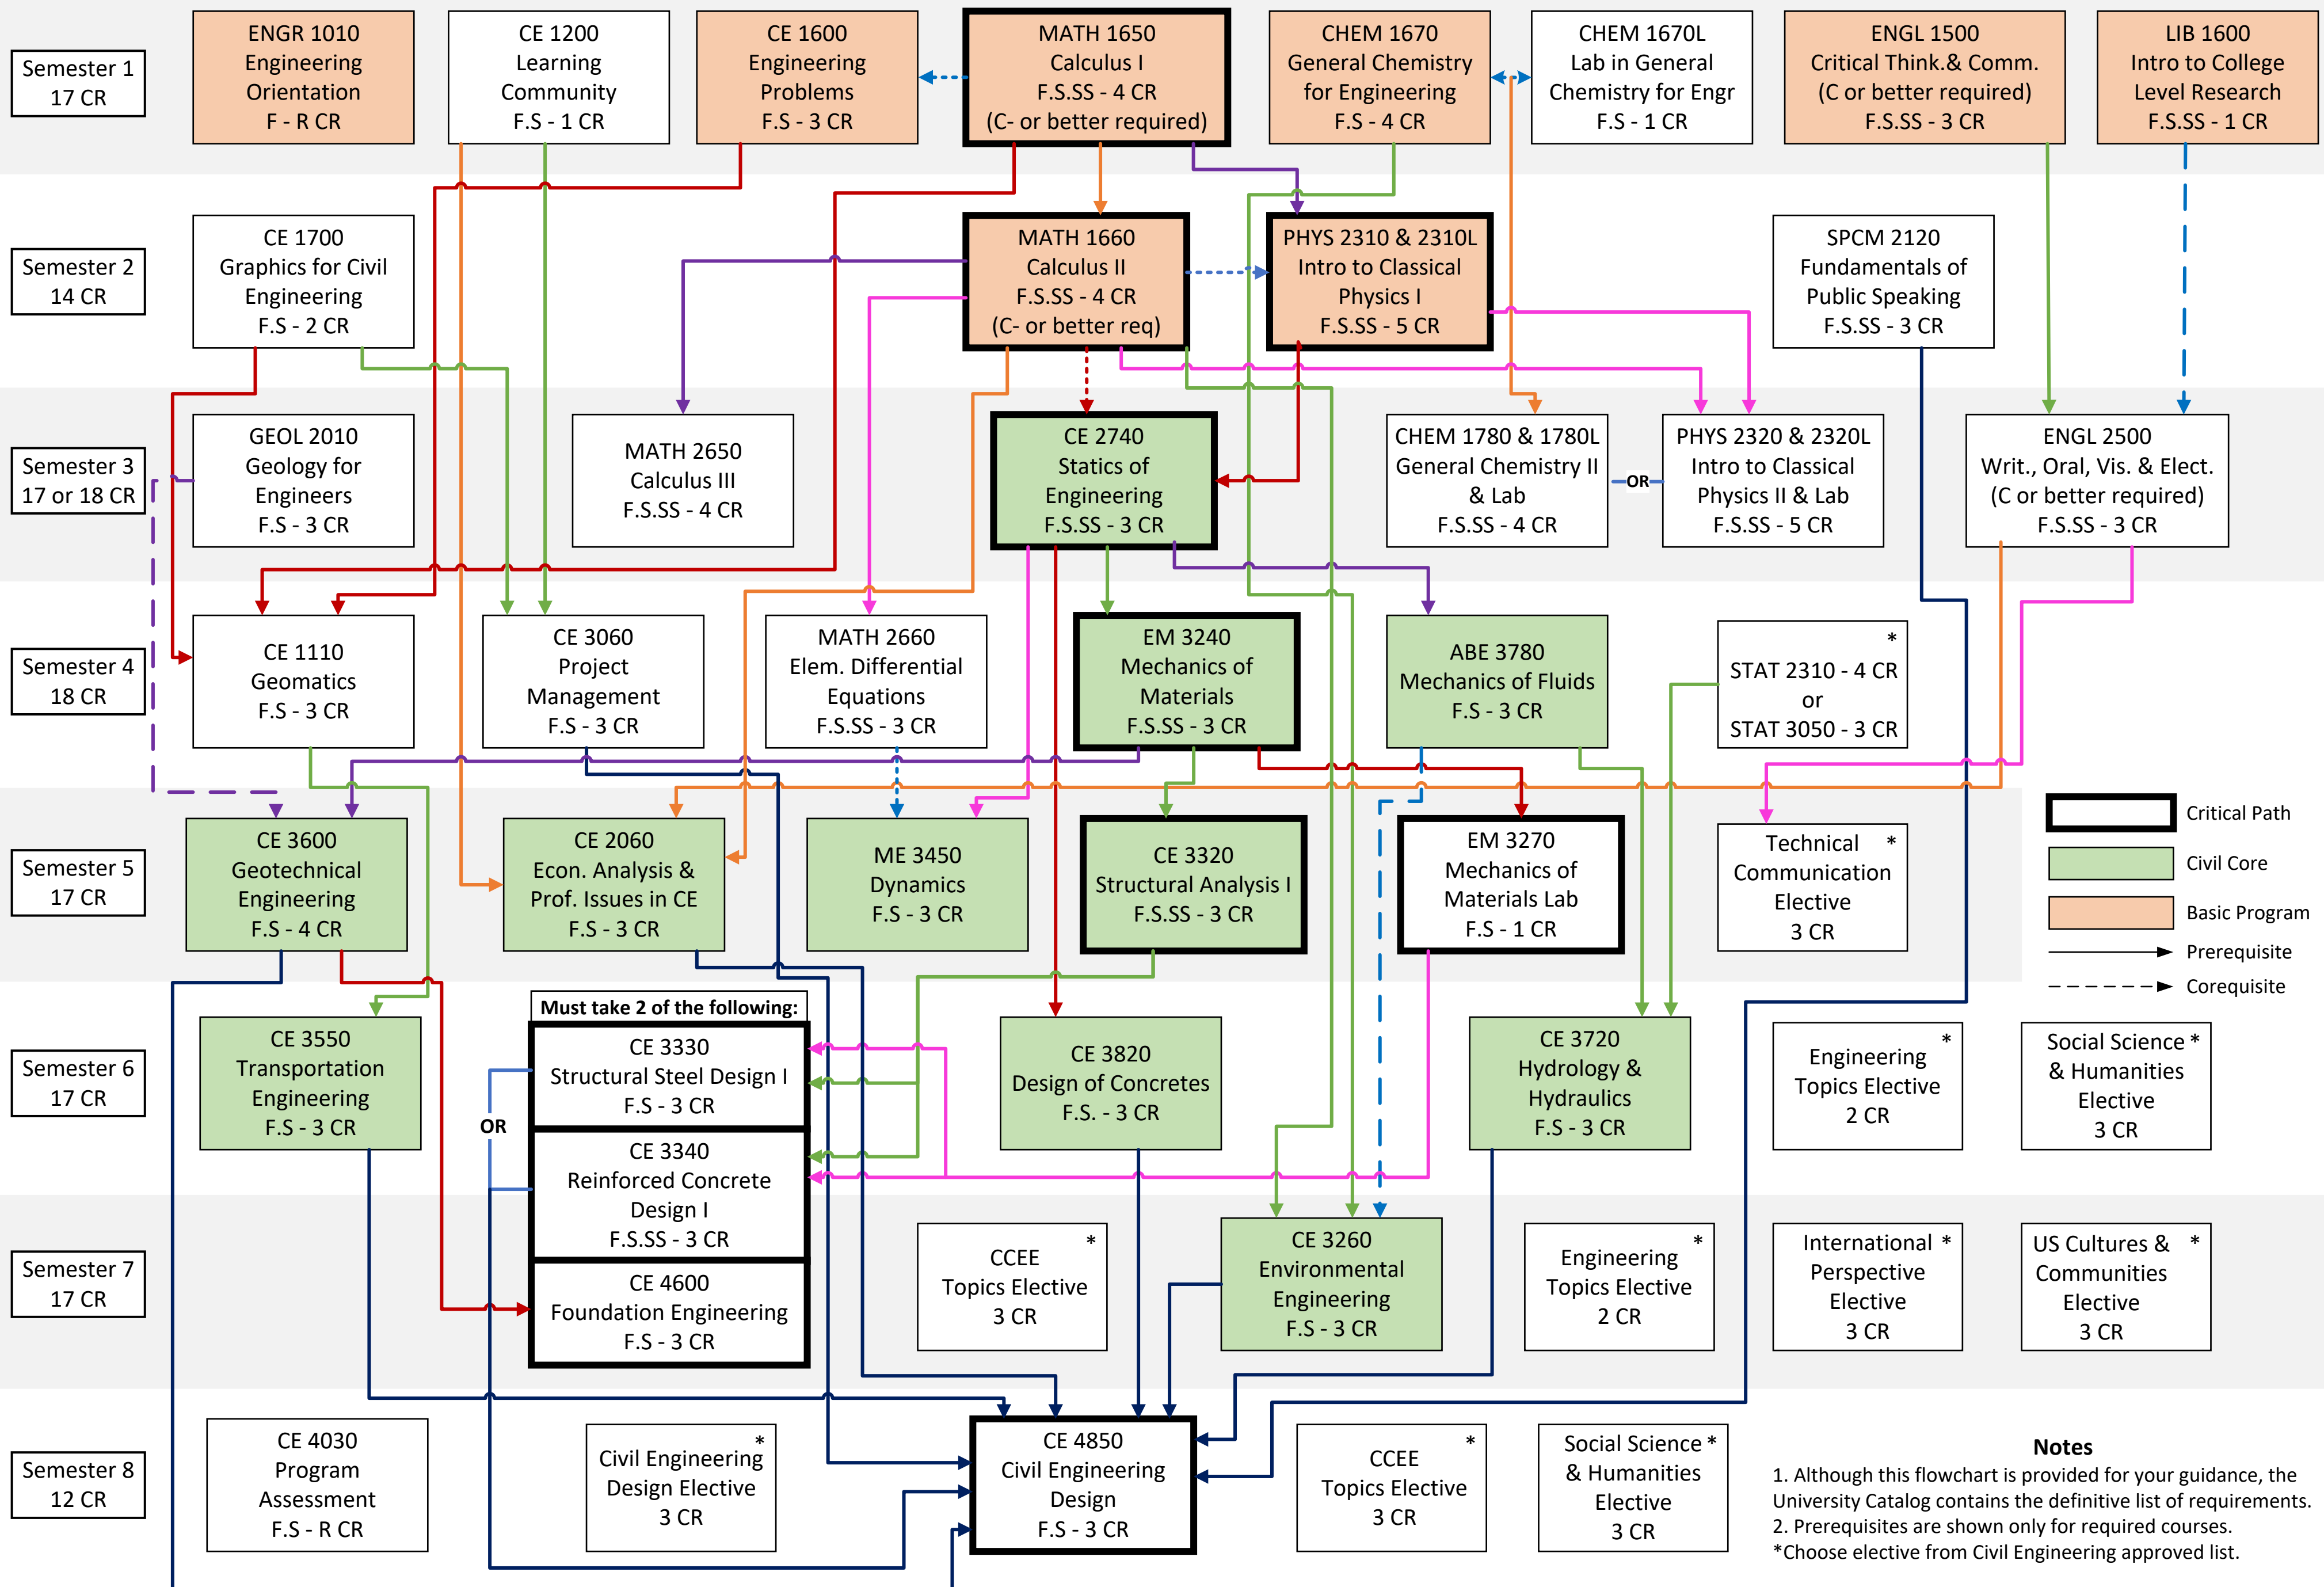 Semester 1
17 CR
ENGR 1010
Engineering
Orientation
F - R CR
CE 1200
Learning
Community
F.S - 1 CR
CE 1600
Engineering
Problems
F.S - 3 CR
MATH 1650
Calculus I
F.S.SS - 4 CR
(C- or better required)
CHEM 1670
General Chemistry
for Engineering
F.S - 4 CR
CHEM 1670L
Lab in General
Chemistry for Engr
F.S - 1 CR
ENGL 1500
Critical Think.& Comm.
(C or better required)
F.S.SS - 3 CR
LIB 1600
Intro to College
Level Research
F.S.SS - 1 CR
Semester 2
14 CR
CE 1700
Graphics for Civil
Engineering
F.S - 2 CR
MATH 1660
Calculus II
F.S.SS - 4 CR
(C- or better req)
PHYS 2310 & 2310L
Intro to Classical
Physics I
F.S.SS - 5 CR
SPCM 2120
Fundamentals of
Public Speaking
F.S.SS - 3 CR
Semester 3
17 or 18 CR
GEOL 2010
Geology for
Engineers
F.S - 3 CR
MATH 2650
Calculus III
F.S.SS - 4 CR
CE 2740
Statics of
Engineering
F.S.SS - 3 CR
CHEM 1780 & 1780L
General Chemistry II
& Lab
F.S.SS - 4 CR
OR
PHYS 2320 & 2320L
Intro to Classical
Physics II & Lab
F.S.SS - 5 CR
ENGL 2500
Writ., Oral, Vis. & Elect.
(C or better required)
F.S.SS - 3 CR
Semester 4
18 CR
CE 1110
Geomatics
F.S - 3 CR
CE 3060
Project
Management
F.S - 3 CR
MATH 2660
Elem. Differential
Equations
F.S.SS - 3 CR
EM 3240
Mechanics of
Materials
F.S.SS - 3 CR
ABE 3780
Mechanics of Fluids
F.S - 3 CR
*
STAT 2310 - 4 CR
or
STAT 3050 - 3 CR
Semester 5
17 CR
CE 3600
Geotechnical
Engineering
F.S - 4 CR
CE 2060
Econ. Analysis &
Prof. Issues in CE
F.S - 3 CR
ME 3450
Dynamics
F.S - 3 CR
CE 3320
Structural Analysis I
F.S.SS - 3 CR
EM 3270
Mechanics of
Materials Lab
F.S - 1 CR
Technical *
Communication
Elective
3 CR
Critical Path
Civil Core
Basic Program
Prerequisite
Corequisite
Semester 6
17 CR
CE 3550
Transportation
Engineering
F.S - 3 CR
OR
Must take 2 of the following:
CE 3330
Structural Steel Design I
F.S - 3 CR
CE 3340
Reinforced Concrete
Design I
F.S.SS - 3 CR
CE 4600
Foundation Engineering
F.S - 3 CR
CE 3820
Design of Concretes
F.S. - 3 CR
CE 3720
Hydrology &
Hydraulics
F.S - 3 CR
*
Engineering
Topics Elective
2 CR
Social Science *
& Humanities
Elective
3 CR
Semester 7
17 CR
*
CCEE
Topics Elective
3 CR
CE 3260
Environmental
Engineering
F.S - 3 CR
*
Engineering
Topics Elective
2 CR
International *
Perspective
Elective
3 CR
US Cultures & *
Communities
Elective
3 CR
Semester 8
12 CR
CE 4030
Program
Assessment
F.S - R CR
*
Civil Engineering
Design Elective
3 CR
CE 4850
Civil Engineering
Design
F.S - 3 CR
*
CCEE
Topics Elective
3 CR
Social Science *
& Humanities
Elective
3 CR
Notes
1. Although this flowchart is provided for your guidance, the
University Catalog contains the definitive list of requirements.
2. Prerequisites are shown only for required courses.
*Choose elective from Civil Engineering approved list.